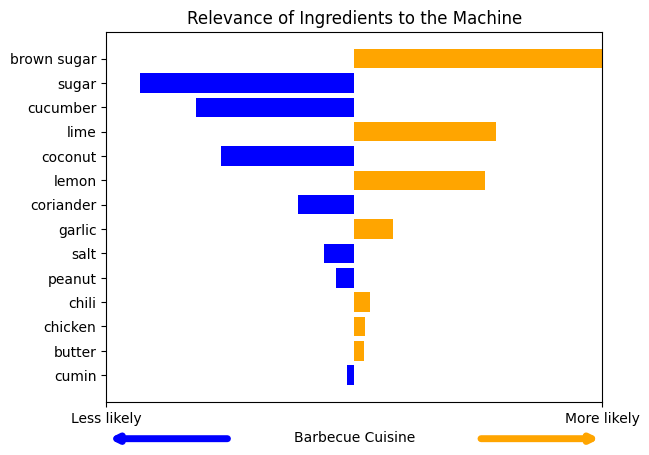 Relevance of Ingredients to the Machine
brown sugar
sugar
cucumber
lime
coconut
lemon
coriander
garlic
salt
peanut
chili
chicken
butter
cumin
Less likely
More likely
Barbecue Cuisine